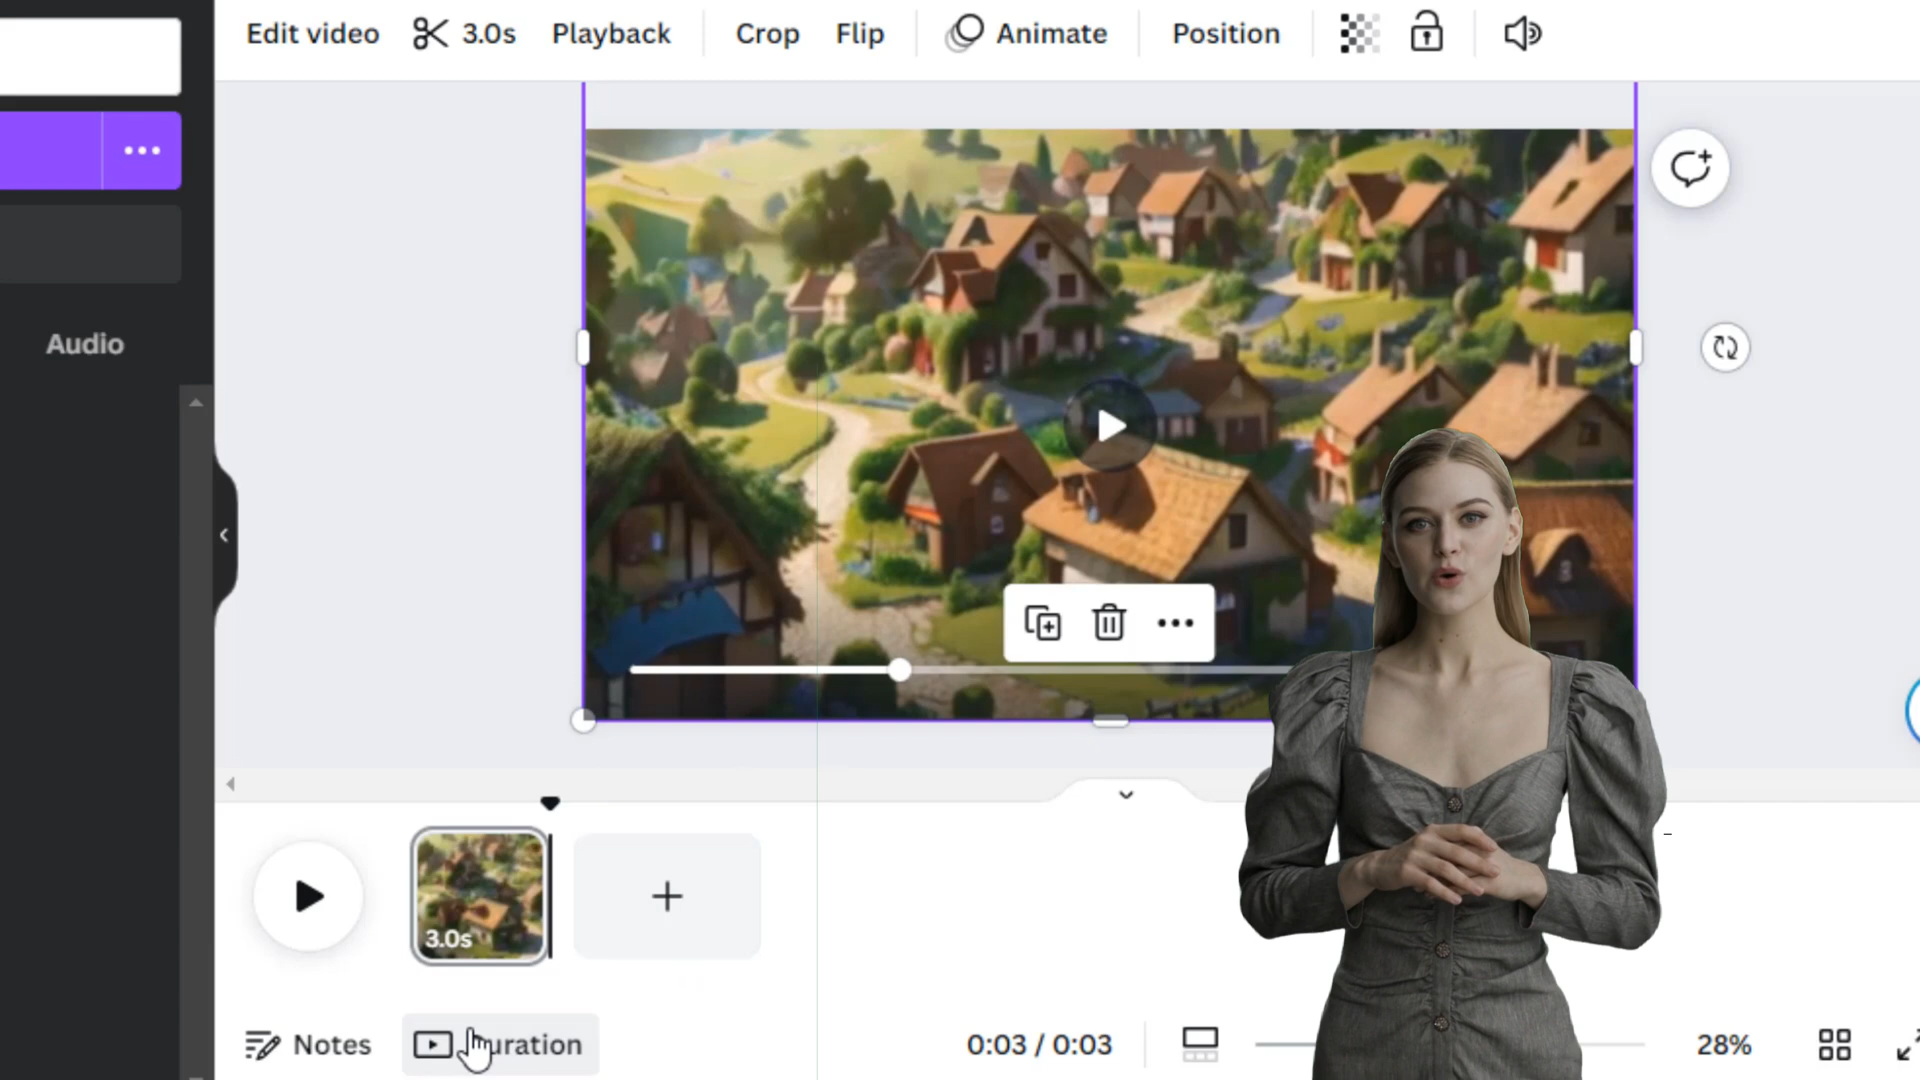 Edit video 3.0s Playback Crop Flip Animate Position
Audio
3.0s
Notes
0:03 / 0:03
28%